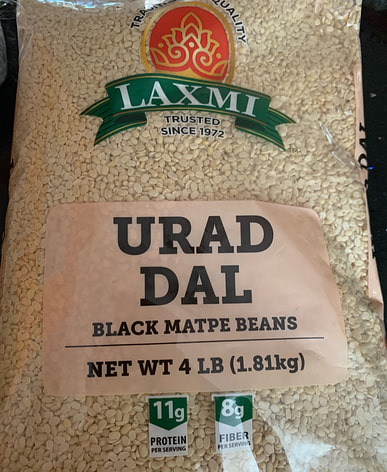 TRADITIONAL QUALITY
LAXMI
TRUSTED
SINCE 1972
URAD
DAL
BLACK MATPE BEANS
NET WT 4 LB (1.81kg)
11g
PROTEIN
PER SERVING
8g
FIBER
PER SERVING
DAL